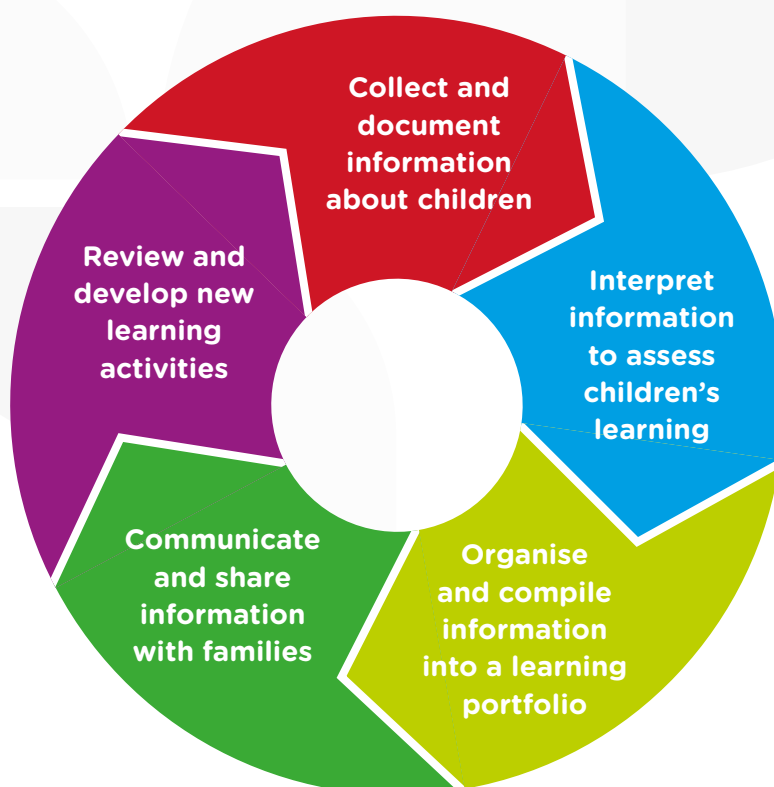 Collect and
document
information
about children
Interpret
information
to assess
children’s
learning
Organise
and compile
information
into a learning
portfolio
Communicate
and share
information
with families
Review and
develop new
learning
activities